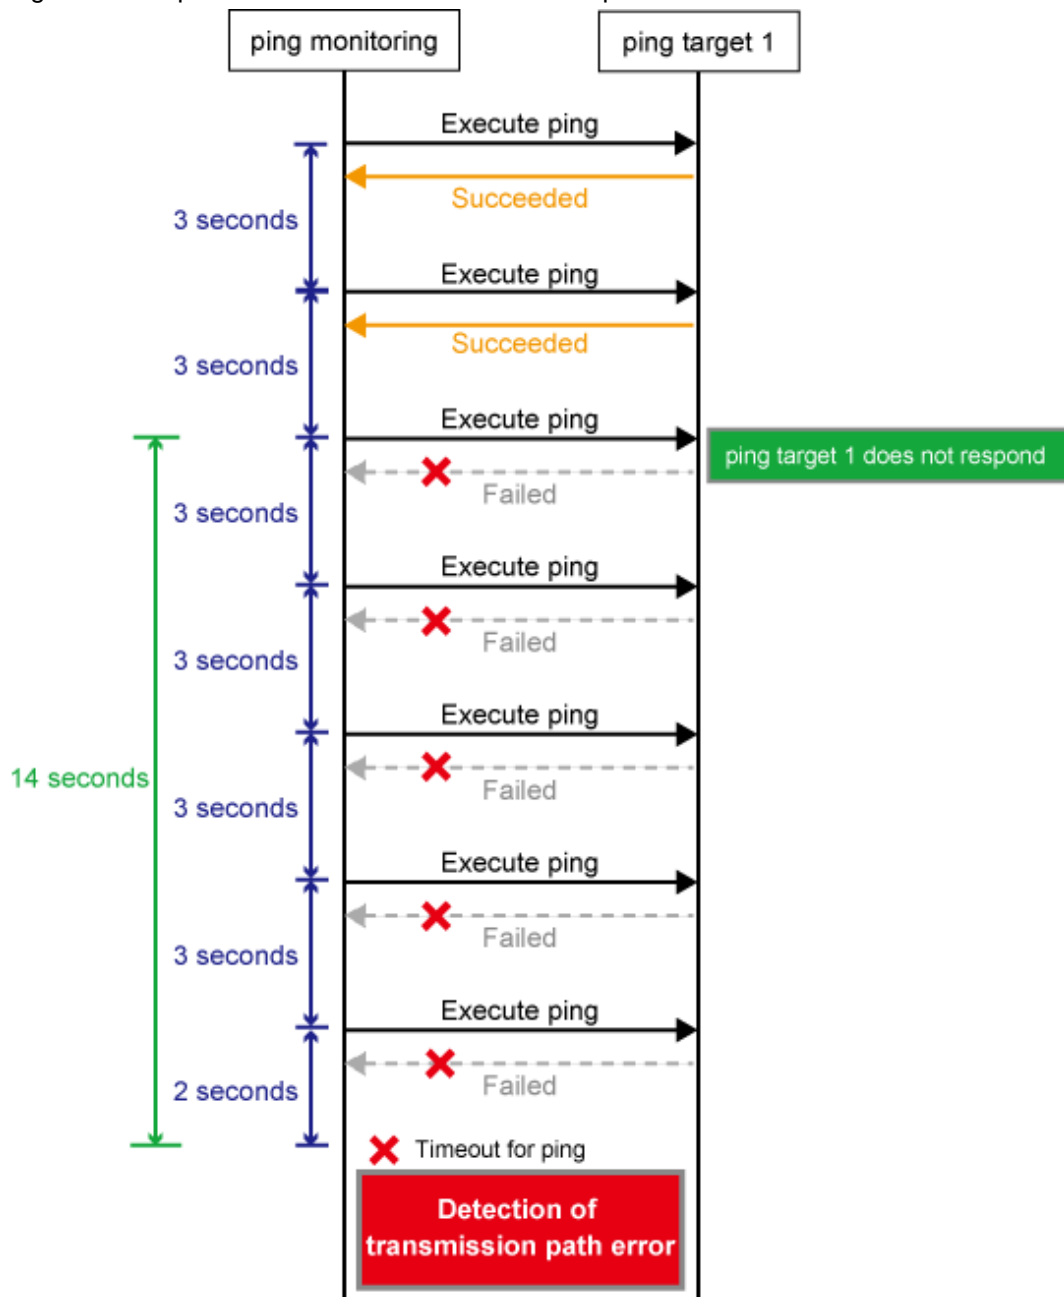 ping monitoring
ping target 1
Execute ping
Succeeded
3 seconds
Execute ping
Succeeded
3 seconds
Execute ping
ping target 1 does not respond
Failed
3 seconds
Execute ping
Failed
3 seconds
Execute ping
Failed
14 seconds
3 seconds
Execute ping
Failed
3 seconds
Execute ping
Failed
2 seconds
Timeout for ping
Detection of
transmission path error